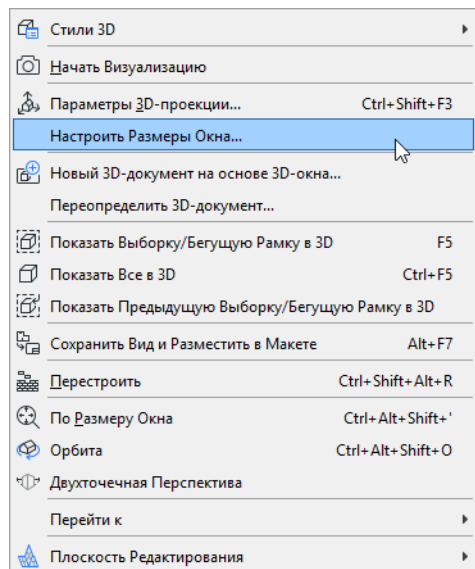 Стили 3D
Начать Визуализацию
Параметры 3D-проекции... Ctrl+Shift+F3
Настроить Размеры Окна...
Новый 3D-документ на основе 3D-окна...
Переопределить 3D-документ...
Показать Выборку/Бегущую Рамку в 3D F5
Показать Все в 3D Ctrl+F5
Показать Предыдущую Выборку/Бегущую Рамку в 3D
Сохранить Вид и Разместить в Макете Alt+F7
Перестроить Ctrl+Shift+Alt+R
По Размеру Окна Ctrl+Alt+Shift+'
Орбита Ctrl+Alt+Shift+O
Двухточечная Перспектива
Перейти к
Плоскость Редактирования